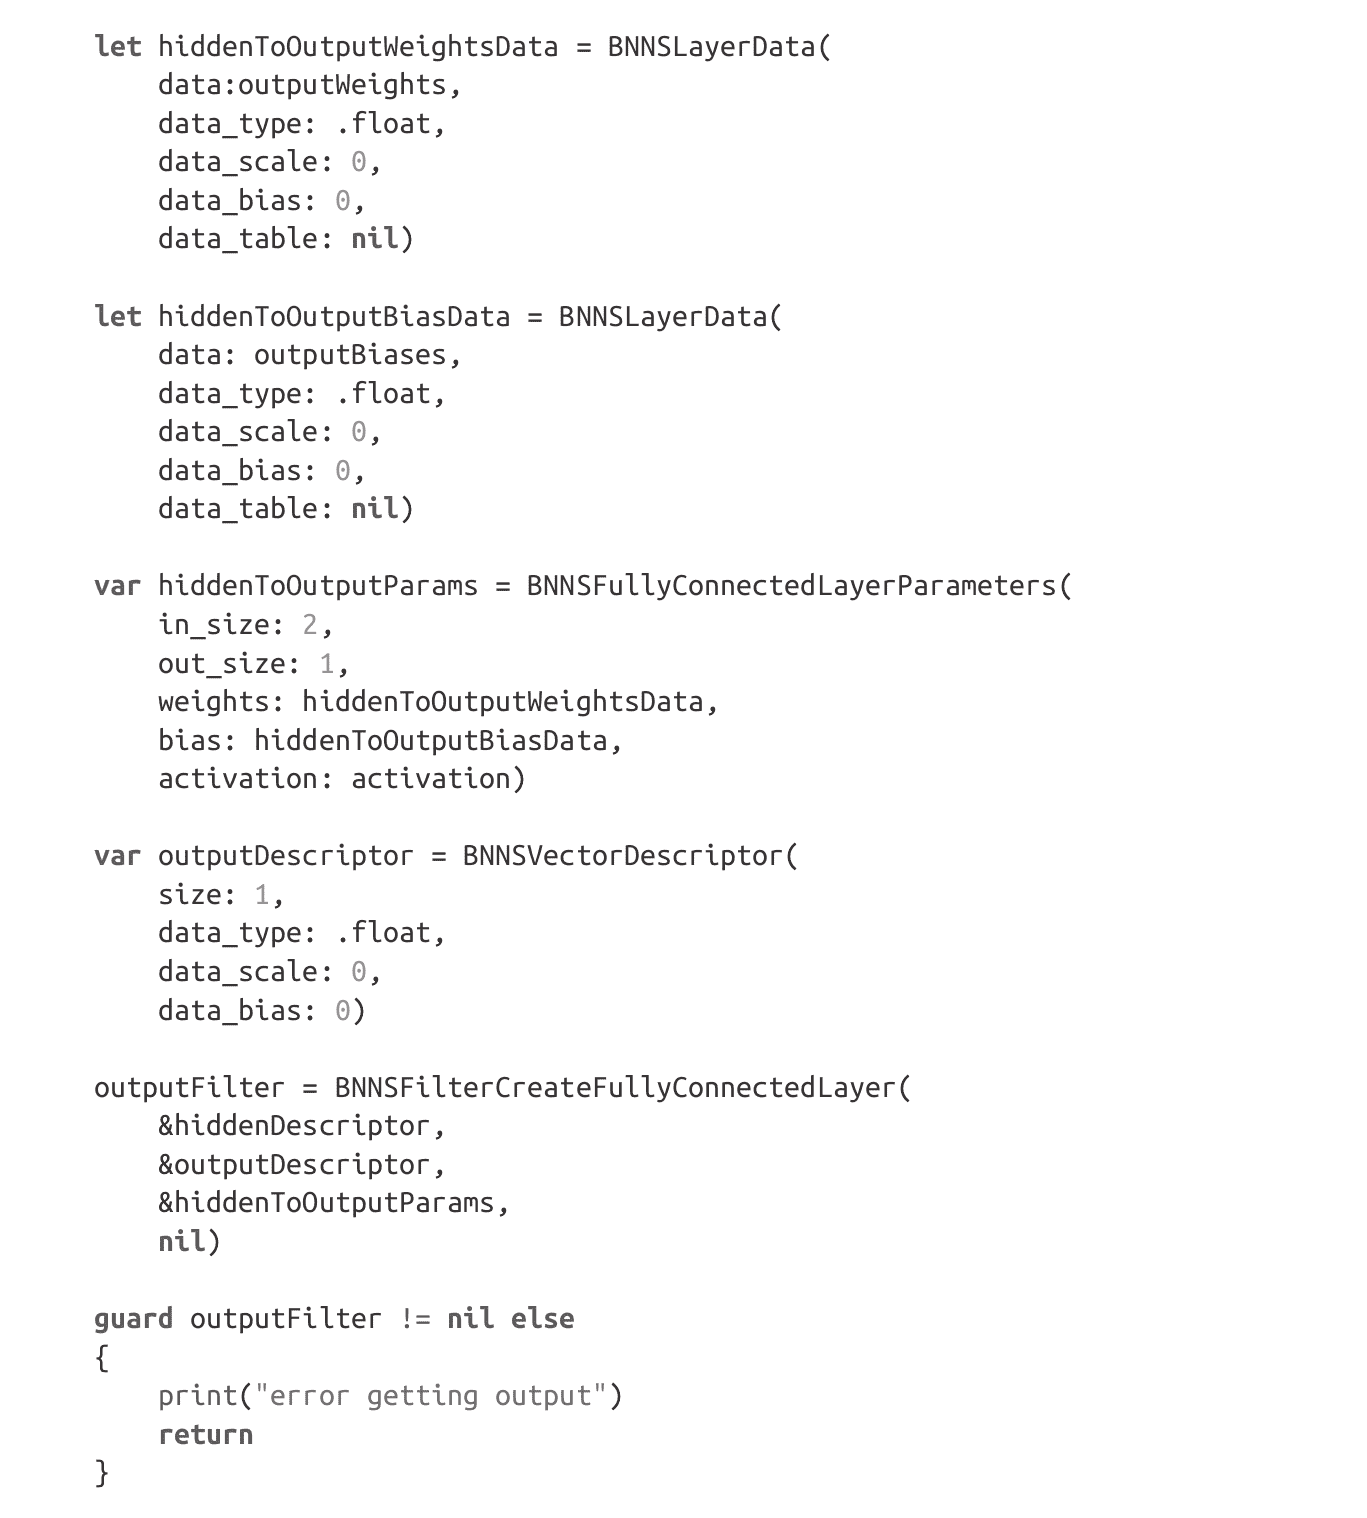 let hiddenToOutputWeightsData = BNNSLayerData(
    data:outputWeights,
    data_type: .float,
    data_scale: 0,
    data_bias: 0,
    data_table: nil)

let hiddenToOutputBiasData = BNNSLayerData(
    data: outputBiases,
    data_type: .float,
    data_scale: 0,
    data_bias: 0,
    data_table: nil)

var hiddenToOutputParams = BNNSFullyConnectedLayerParameters(
    in_size: 2,
    out_size: 1,
    weights: hiddenToOutputWeightsData,
    bias: hiddenToOutputBiasData,
    activation: activation)

var outputDescriptor = BNNSVectorDescriptor(
    size: 1,
    data_type: .float,
    data_scale: 0,
    data_bias: 0)

outputFilter = BNNSFilterCreateFullyConnectedLayer(
    &hiddenDescriptor,
    &outputDescriptor,
    &hiddenToOutputParams,
    nil)

guard outputFilter != nil else
{
    print("error getting output")
    return
}